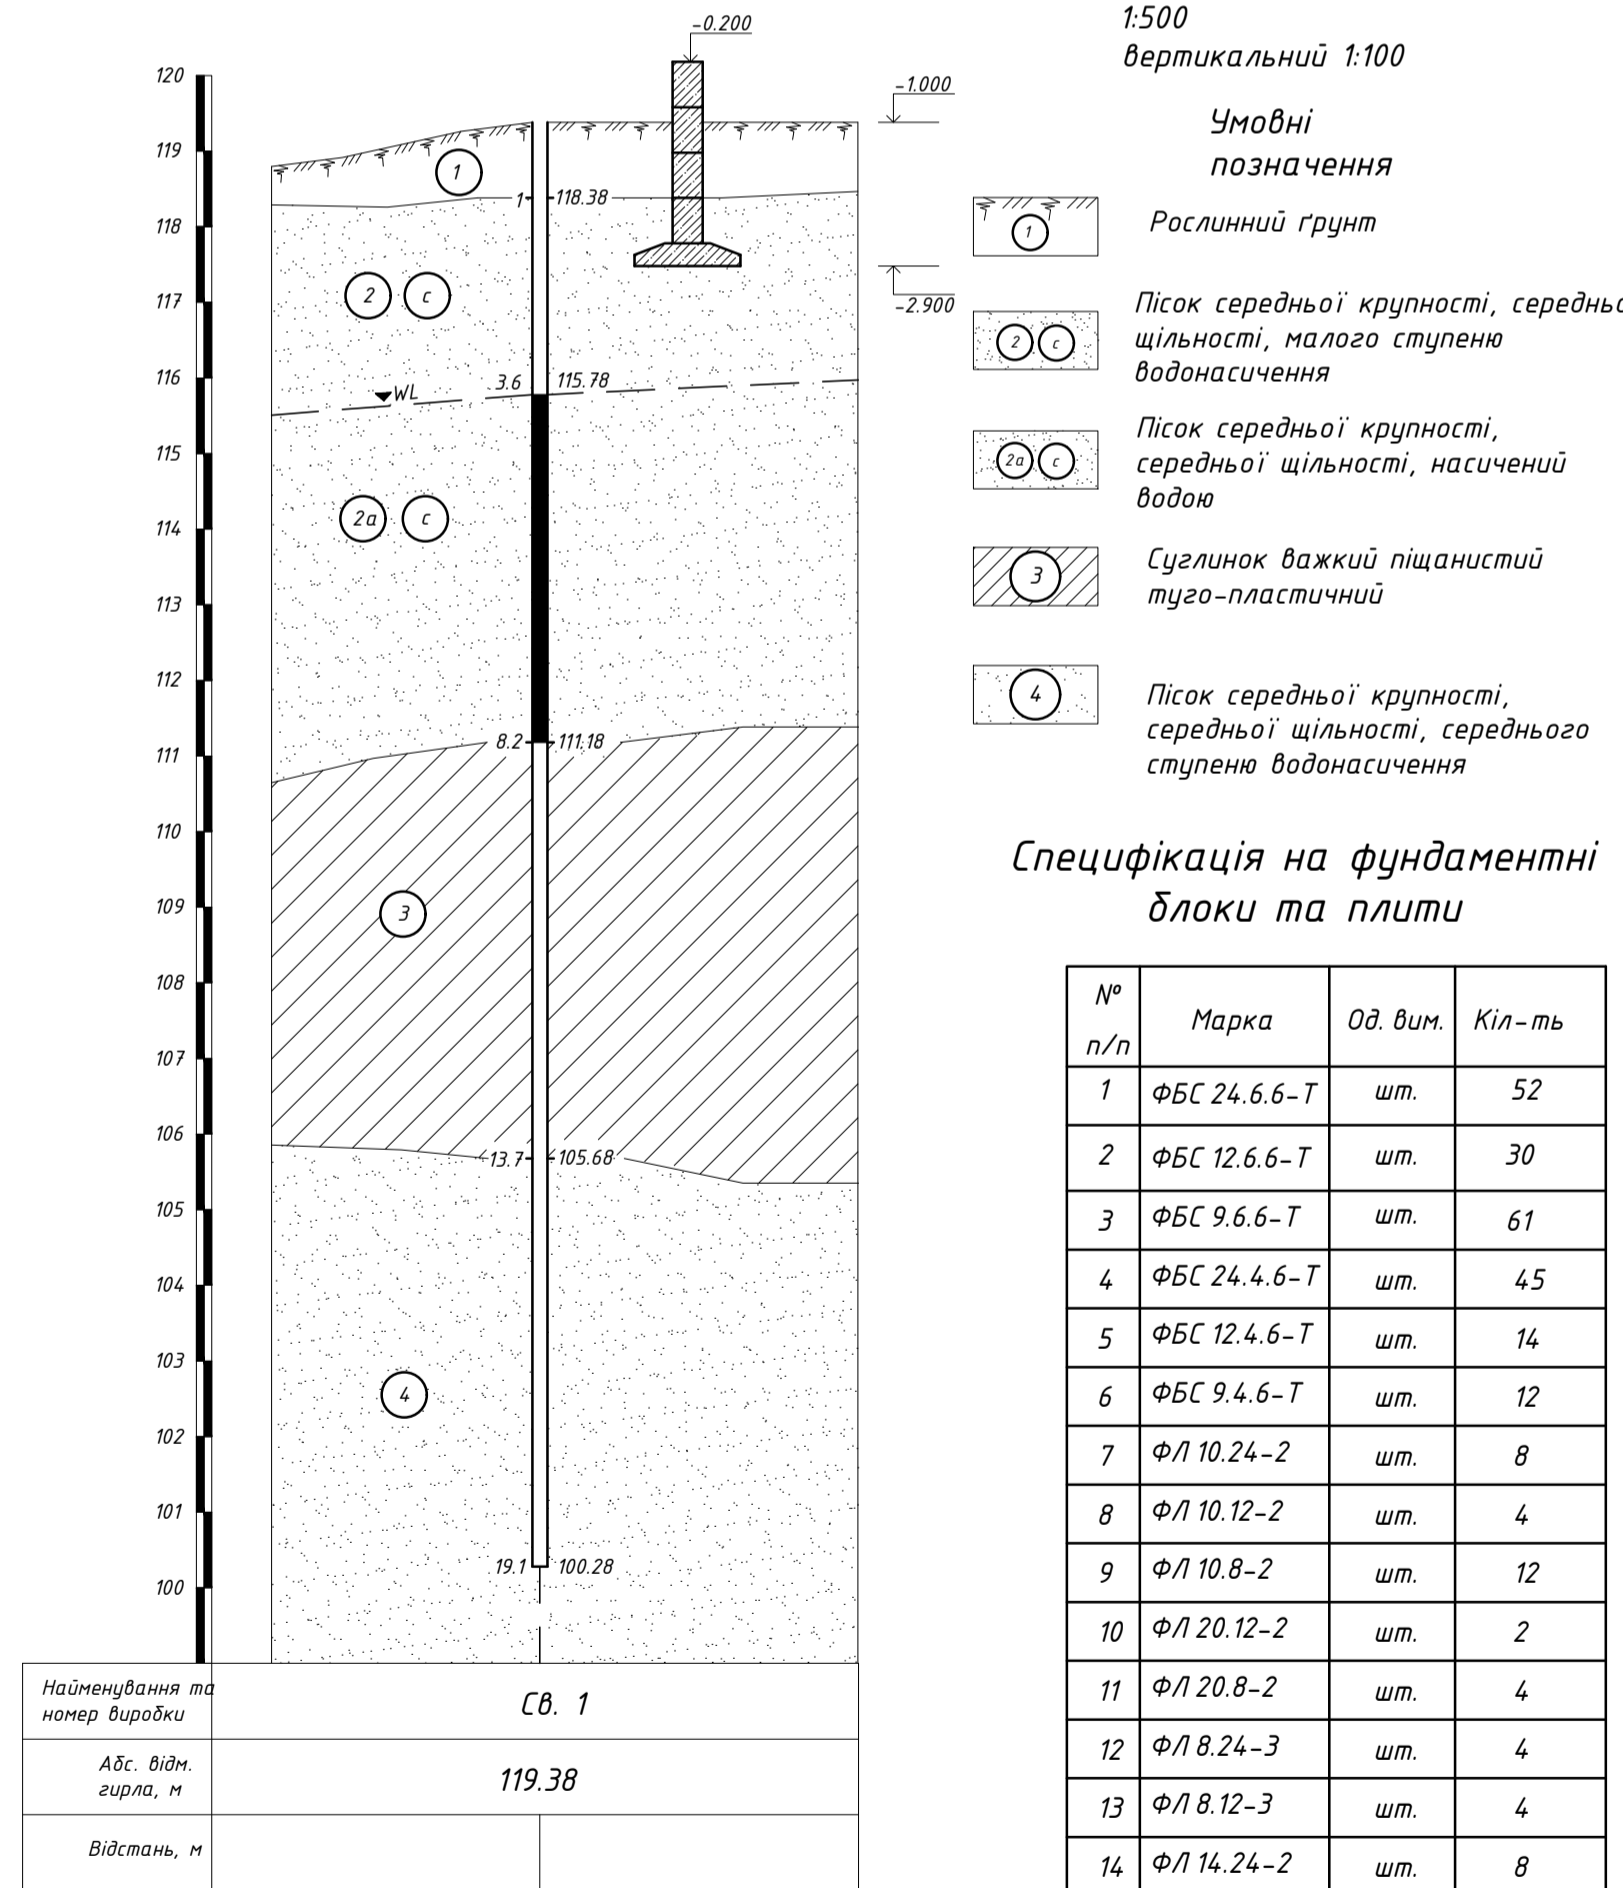 1:500
вертикальний 1:100
-0.200
-1.000
-2.900
120
119
118
117
116
115
114
113
112
111
110
109
108
107
106
105
104
103
102
101
100
1
1 118.38
2 с
3.6 115.78
WL
2а с
8.2 111.18
3
13.7 105.68
4
19.1 100.28
Найменування та
номер виробки
Св. 1
Абс. відм.
гирла, м
119.38
Відстань, м
Умовні
позначення
1
Рослинний ґрунт
2 с
Пісок середньої крупності,
щільності, малого ступеню
водонасичення
2а с
Пісок середньої крупності,
середньої щільності, насичений
водою
3
Суглинок важкий піщанистий
туго-пластичний
4
Пісок середньої крупності,
середньої щільності, середнього
ступеню водонасичення
Специфікація на фундаментні
блоки та плити
№
п/п Марка Од. вим. Кіл-ть
1 ФБС 24.6.6-Т шт. 52
2 ФБС 12.6.6-Т шт. 30
3 ФБС 9.6.6-Т шт. 61
4 ФБС 24.4.6-Т шт. 45
5 ФБС 12.4.6-Т шт. 14
6 ФБС 9.4.6-Т шт. 12
7 ФЛ 10.24-2 шт. 8
8 ФЛ 10.12-2 шт. 4
9 ФЛ 10.8-2 шт. 12
10 ФЛ 20.12-2 шт. 2
11 ФЛ 20.8-2 шт. 4
12 ФЛ 8.24-3 шт. 4
13 ФЛ 8.12-3 шт. 4
14 ФЛ 14.24-2 шт. 8